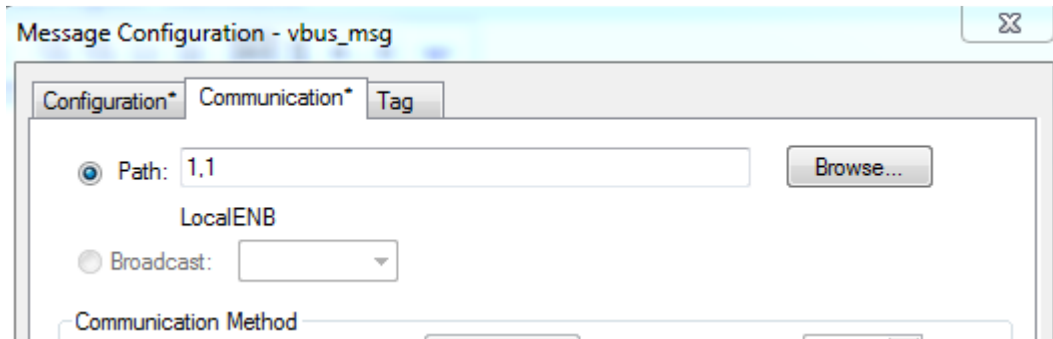 Message Configuration - vbus_msg
Configuration* Communication* Tag
Path: 1,1 Browse...
LocalENB
Broadcast:
Communication Method